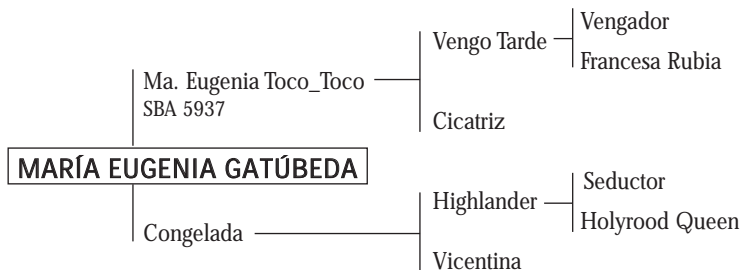 Vengador
Vengo Tarde
Francesa Rubia
Ma. Eugenia Toco_Toco
SBA 5937
Cicatriz
MARÍA EUGENIA GATÚBEDA
Seductor
Highlander
Holyrood Queen
Congelada
Vicentina